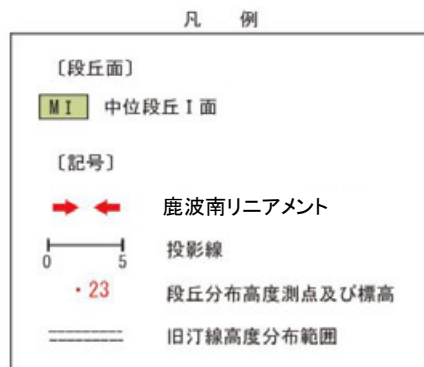 凡 例
〔段丘面〕
MⅠ 中位段丘Ⅰ面
〔記号〕
鹿波南リニアメント
0 5 投影線
・23 段丘分布高度測点及び標高
旧汀線高度分布範囲